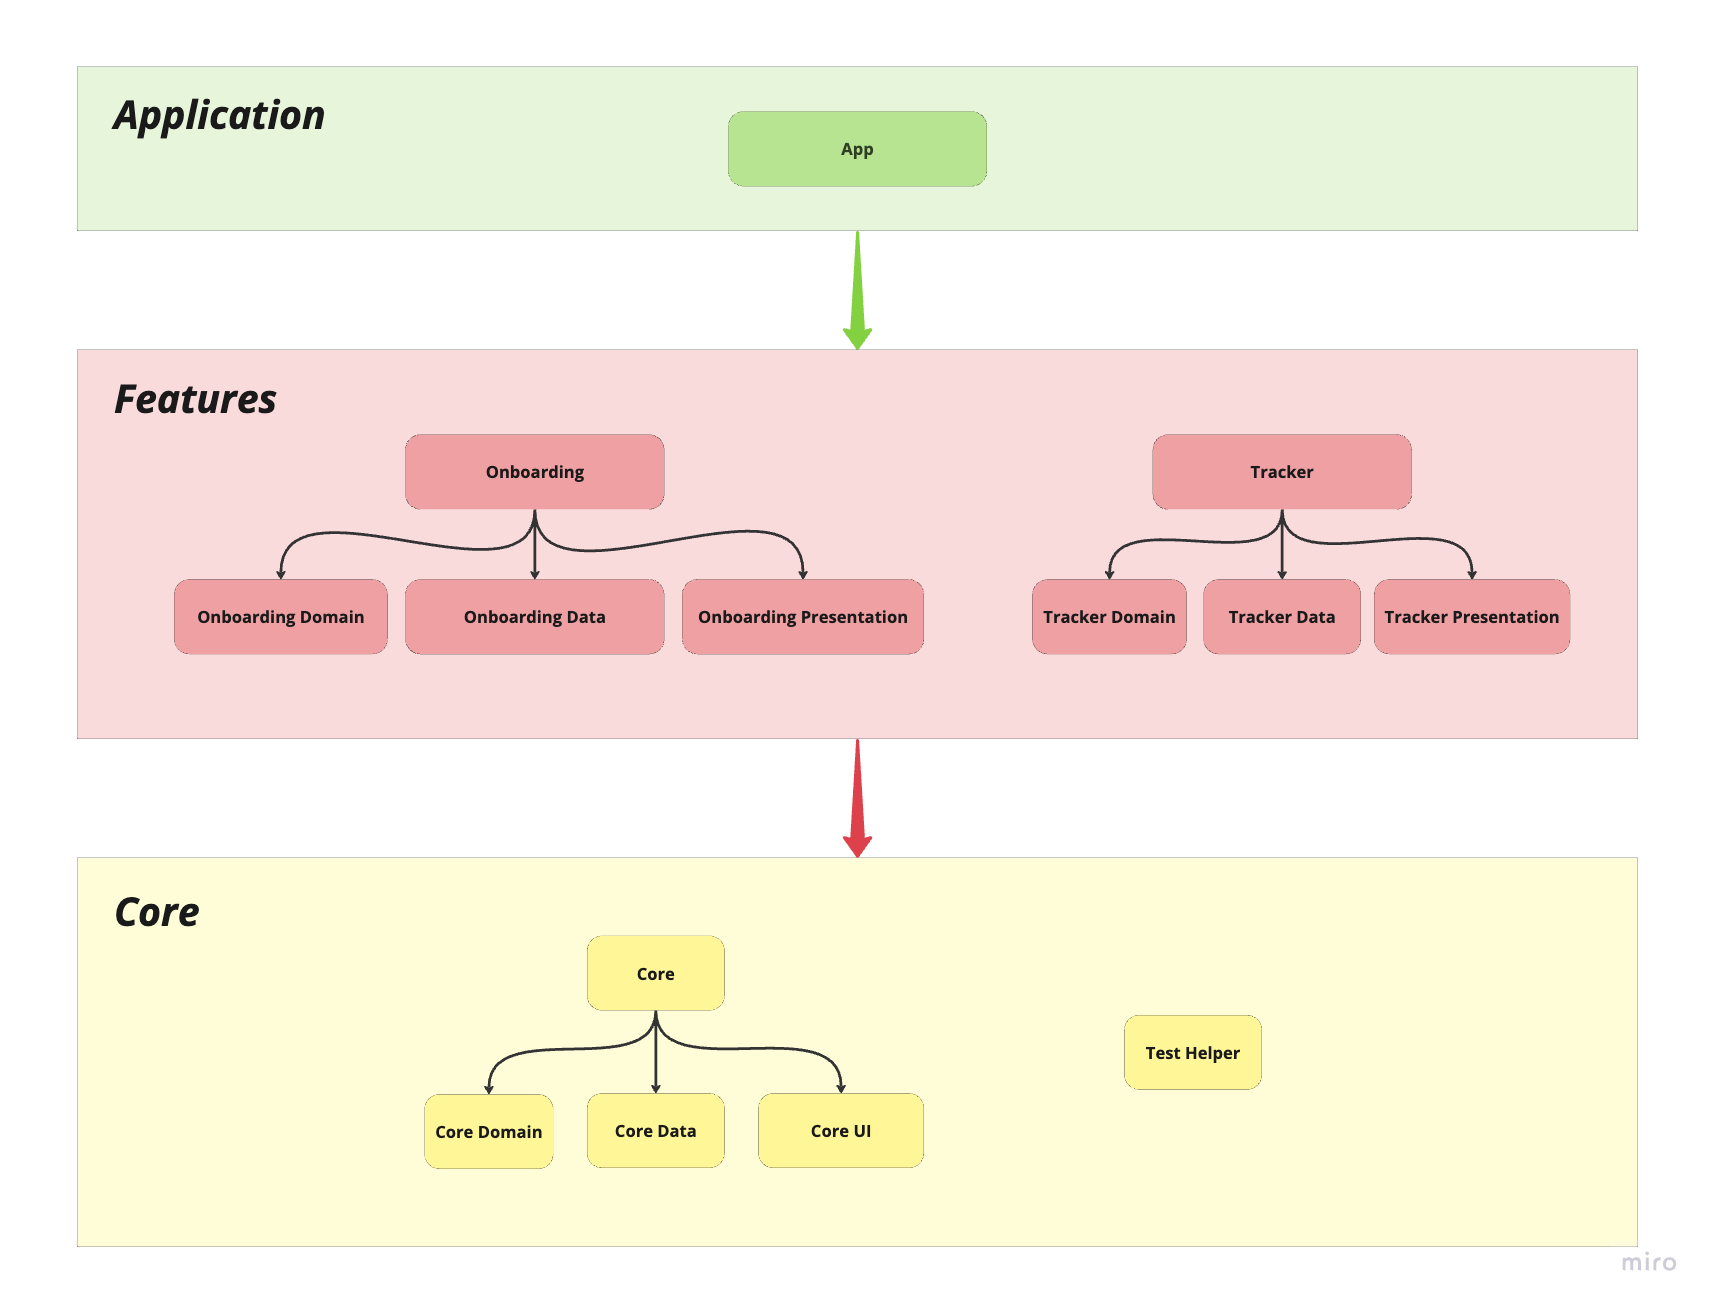 Application
App
Features
Onboarding
Tracker
Onboarding Domain
Onboarding Data
Onboarding Presentation
Tracker Domain
Tracker Data
Tracker Presentation
Core
Core
Test Helper
Core Domain
Core Data
Core UI
miro